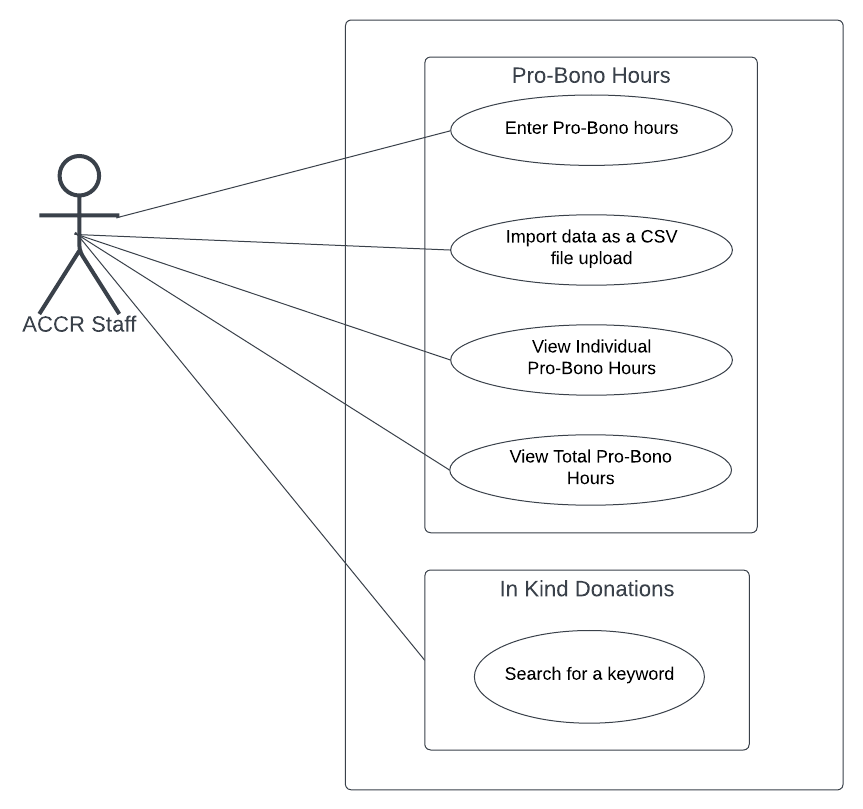 Pro-Bono Hours
Enter Pro-Bono hours
Import data as a CSV
file upload
View Individual
Pro-Bono Hours
View Total Pro-Bono
Hours
ACCR Staff
In Kind Donations
Search for a keyword